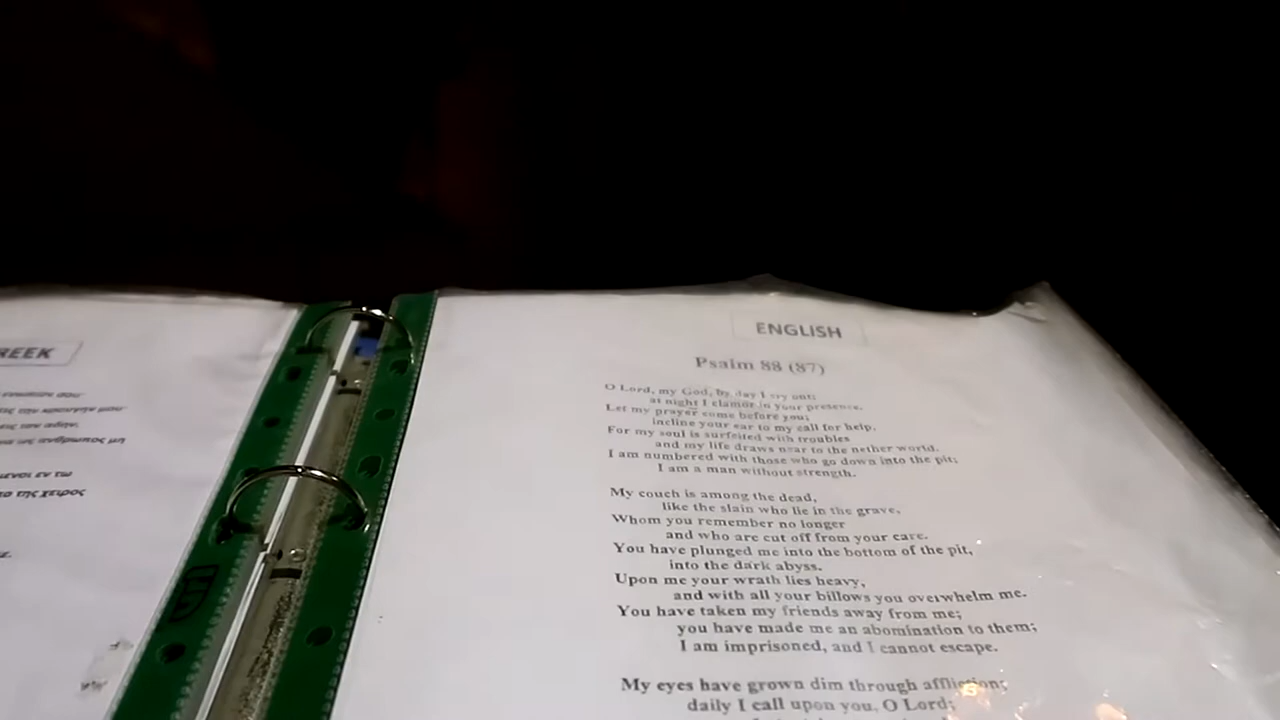 REEK
ENGLISH
Psalm 88 (87)
O Lord, my God, by day I cry out;
at night I clamor in your presence.
Let my prayer come before you;
incline your ear to my call for help.
For my soul is surfeited with troubles
and my life draws near to the nether world.
I am numbered with those who go down into the pit;
I am a man without strength.
My couch is among the dead,
like the slain who lie in the grave,
Whom you remember no longer
and who are cut off from your care.
You have plunged me into the bottom of the pit,
into the dark abyss.
Upon me your wrath lies heavy,
and with all your billows you overwhelm me.
You have taken my friends away from me;
you have made me an abomination to them;
I am imprisoned, and I cannot escape.
My eyes have grown dim through affliction;
daily I call upon you, O Lord;